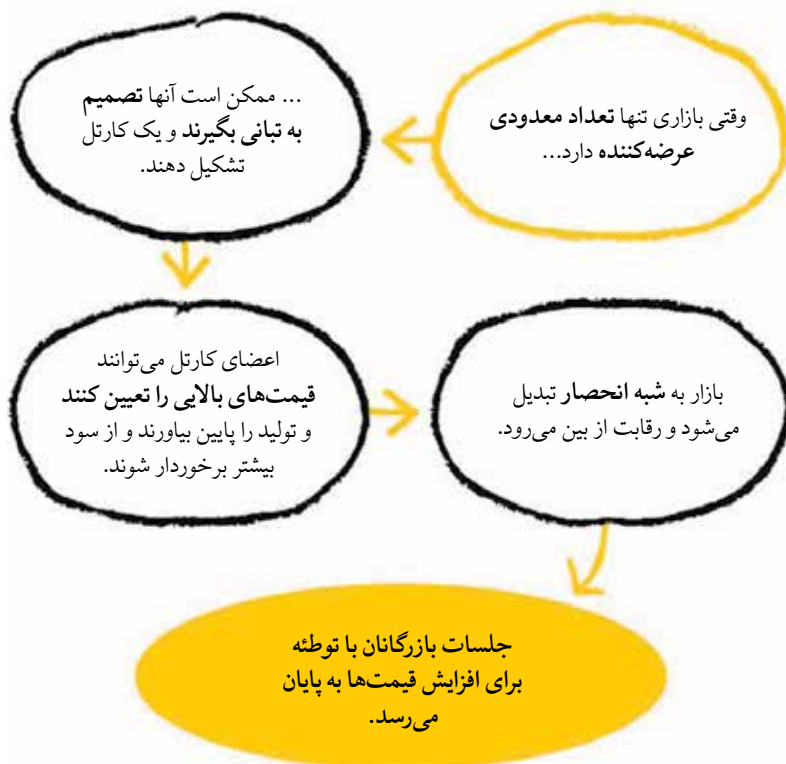 وقتی بازاری تنها تعداد معدودی
عرضه‌کننده دارد...
... ممکن است آنها تصمیم
به تبانی بگیرند و یک کارتل
تشکیل دهند.
اعضای کارتل می‌توانند
قیمت‌های بالایی را تعیین کنند
و تولید را پایین بیاورند و از سود
بیشتر برخوردار شوند.
بازار به شبه انحصار تبدیل
می‌شود و رقابت از بین می‌رود.
جلسات بازرگانان با توطئه
برای افزایش قیمت‌ها به پایان
می‌رسد.